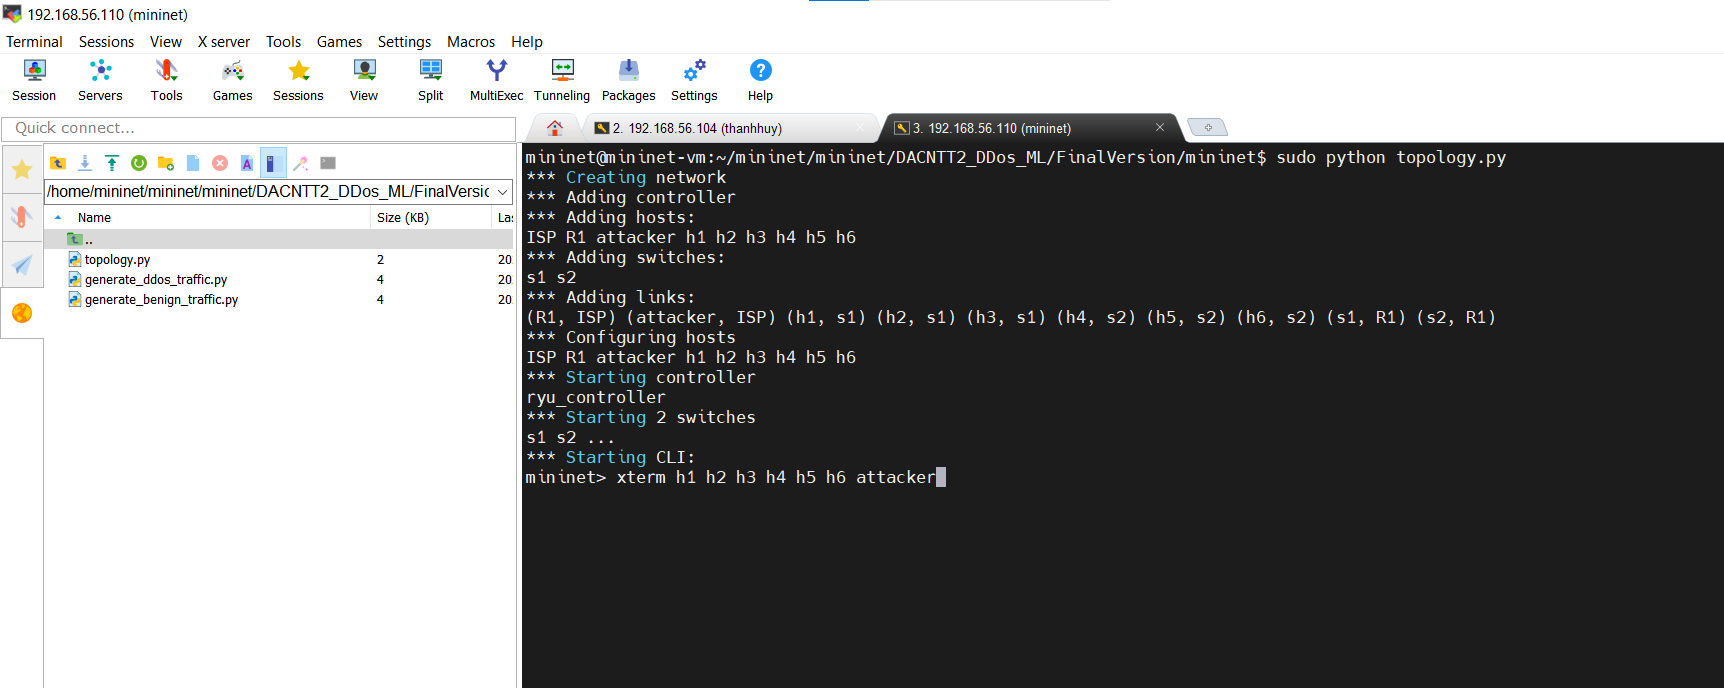 192.168.56.110 (mininet)
Terminal Sessions View X server Tools Games Settings Macros Help
Session Servers Tools Games Sessions View Split MultiExec Tunneling Packages Settings Help
Quick connect...
2. 192.168.56.104 (thanhhuy)
3. 192.168.56.110 (mininet)
/home/mininet/mininet/mininet/DACNTT2_DDos_ML/FinalVersio
Name Size (KB) Las
..
topology.py 2 20
generate_ddos_traffic.py 4 20
generate_benign_traffic.py 4 20
mininet@mininet-vm:~/mininet/mininet/DACNTT2_DDos_ML/FinalVersion/mininet$ sudo python topology.py
*** Creating network
*** Adding controller
*** Adding hosts:
ISP R1 attacker h1 h2 h3 h4 h5 h6
*** Adding switches:
s1 s2
*** Adding links:
(R1, ISP) (attacker, ISP) (h1, s1) (h2, s1) (h3, s1) (h4, s2) (h5, s2) (h6, s2) (s1, R1) (s2, R1)
*** Configuring hosts
ISP R1 attacker h1 h2 h3 h4 h5 h6
*** Starting controller
ryu_controller
*** Starting 2 switches
s1 s2 ...
*** Starting CLI:
mininet> xterm h1 h2 h3 h4 h5 h6 attacker